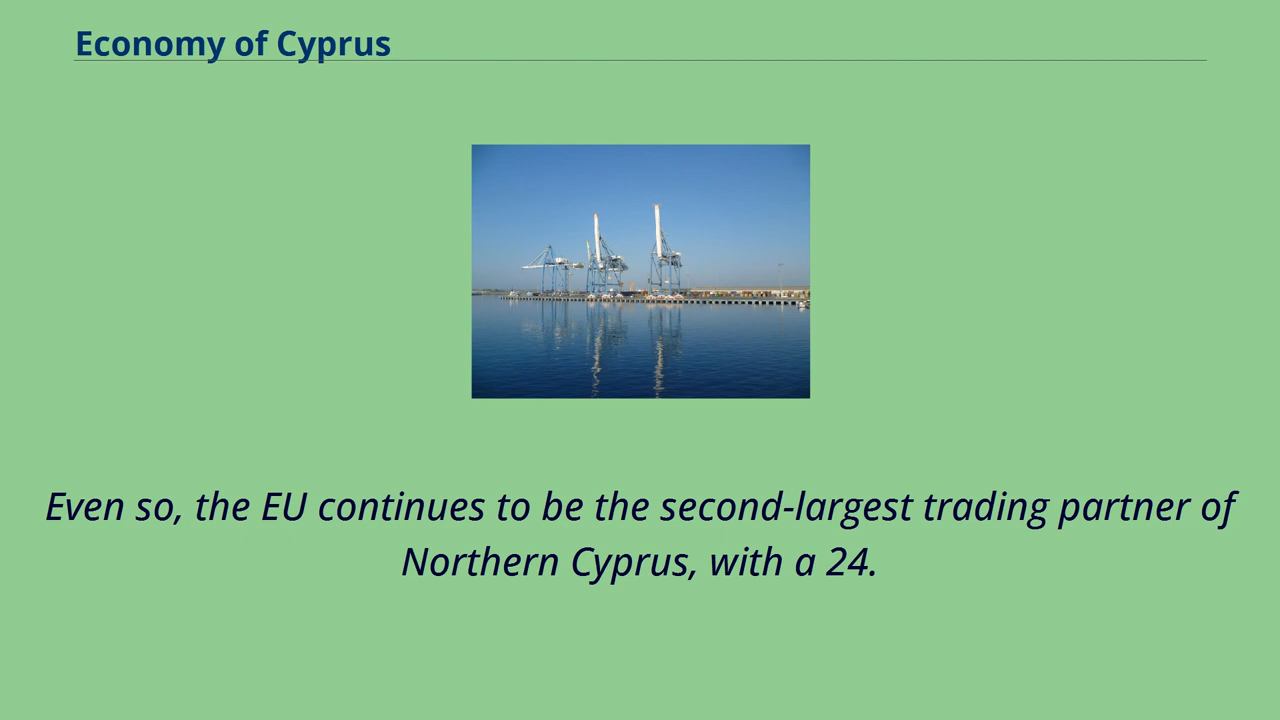 Economy of Cyprus
Even so, the EU continues to be the second-largest trading partner of
Northern Cyprus, with a 24.